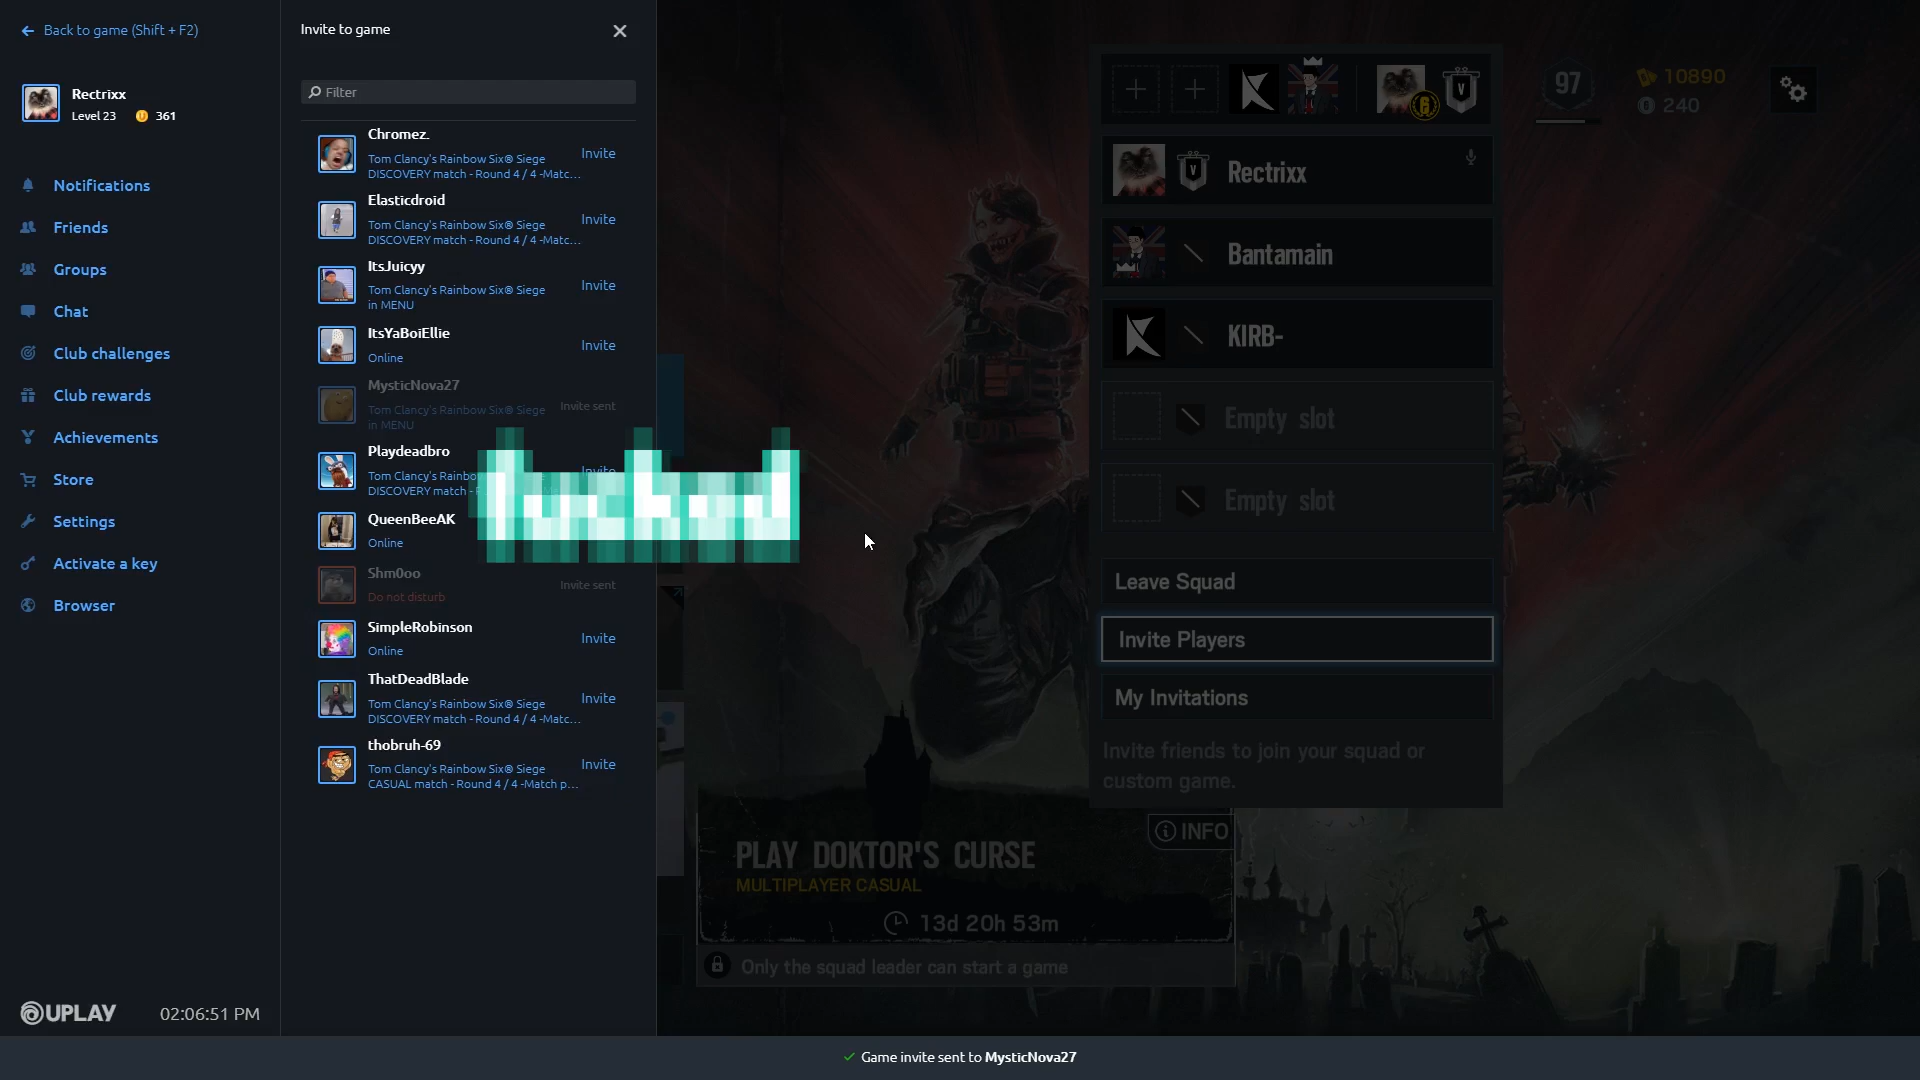 Back to game (Shift + F2)
Rectrixx
Level 23 361
Notifications
Friends
Groups
Chat
Club challenges
Club rewards
Achievements
Store
Settings
Activate a key
Browser
UPLAY 02:06:51 PM
Invite to game
Filter
Chromez.
Tom Clancy's Rainbow Six® Siege
DISCOVERY match - Round 4 / 4 -Matc...
Invite
Elasticdroid
Tom Clancy's Rainbow Six® Siege
DISCOVERY match - Round 4 / 4 -Matc...
Invite
ItsJuicyy
Tom Clancy's Rainbow Six® Siege
in MENU
Invite
ItsYaBoiEllie
Online
Invite
MysticNova27
Tom Clancy's Rainbow Six® Siege
in MENU
Invite sent
Playdeadbro
Tom Clancy's Rainbo
DISCOVERY match -
Invite
QueenBeeAK
Online
Shm0oo
Do not disturb
Invite sent
SimpleRobinson
Online
Invite
ThatDeadBlade
Tom Clancy's Rainbow Six® Siege
DISCOVERY match - Round 4 / 4 -Matc...
Invite
thobruh-69
Tom Clancy's Rainbow Six® Siege
CASUAL match - Round 4 / 4 -Match p...
Invite
97
10890
240
Rectrixx
Bantamain
KIRB-
Empty slot
Empty slot
Leave Squad
Invite Players
My Invitations
Invite friends to join your squad or
custom game.
INFO
PLAY DOKTOR'S CURSE
MULTIPLAYER CASUAL
13d 20h 53m
Only the squad leader can start a game
Game invite sent to MysticNova27